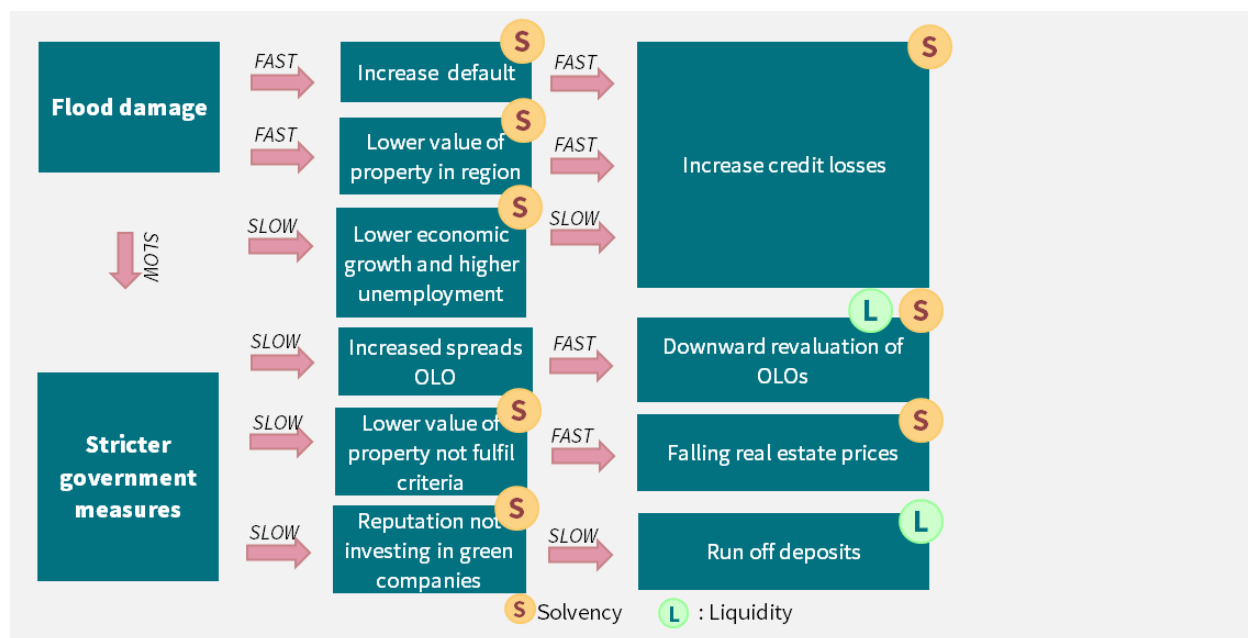 S
S
FAST
FAST
Increase default
Flood damage
S
FAST
FAST
Lower value of
property in region
Increase credit losses
S
SLOW
SLOW
Lower economic
growth and higher
unemployment
SLOW
L
S
SLOW
FAST
Increased spreads
OLO
Downward revaluation of
OLOs
S
S
SLOW
FAST
Lower value of
property not fulfil
criteria
Falling real estate prices
Stricter
government
measures
S
L
SLOW
SLOW
Reputation not
investing in green
companies
Run off deposits
S Solvency
L : Liquidity